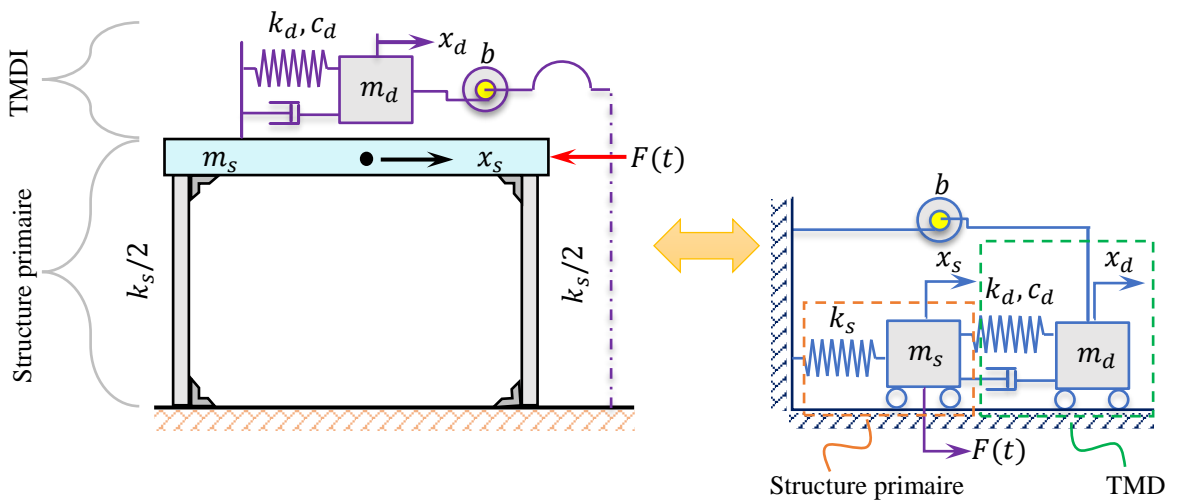 TMDI
Structure primaire
k_d, c_d
x_d
b
m_d
m_s
x_s
F(t)
k_s/2
k_s/2
b
x_s
x_d
k_d, c_d
k_s
m_s
m_d
F(t)
Structure primaire
TMD